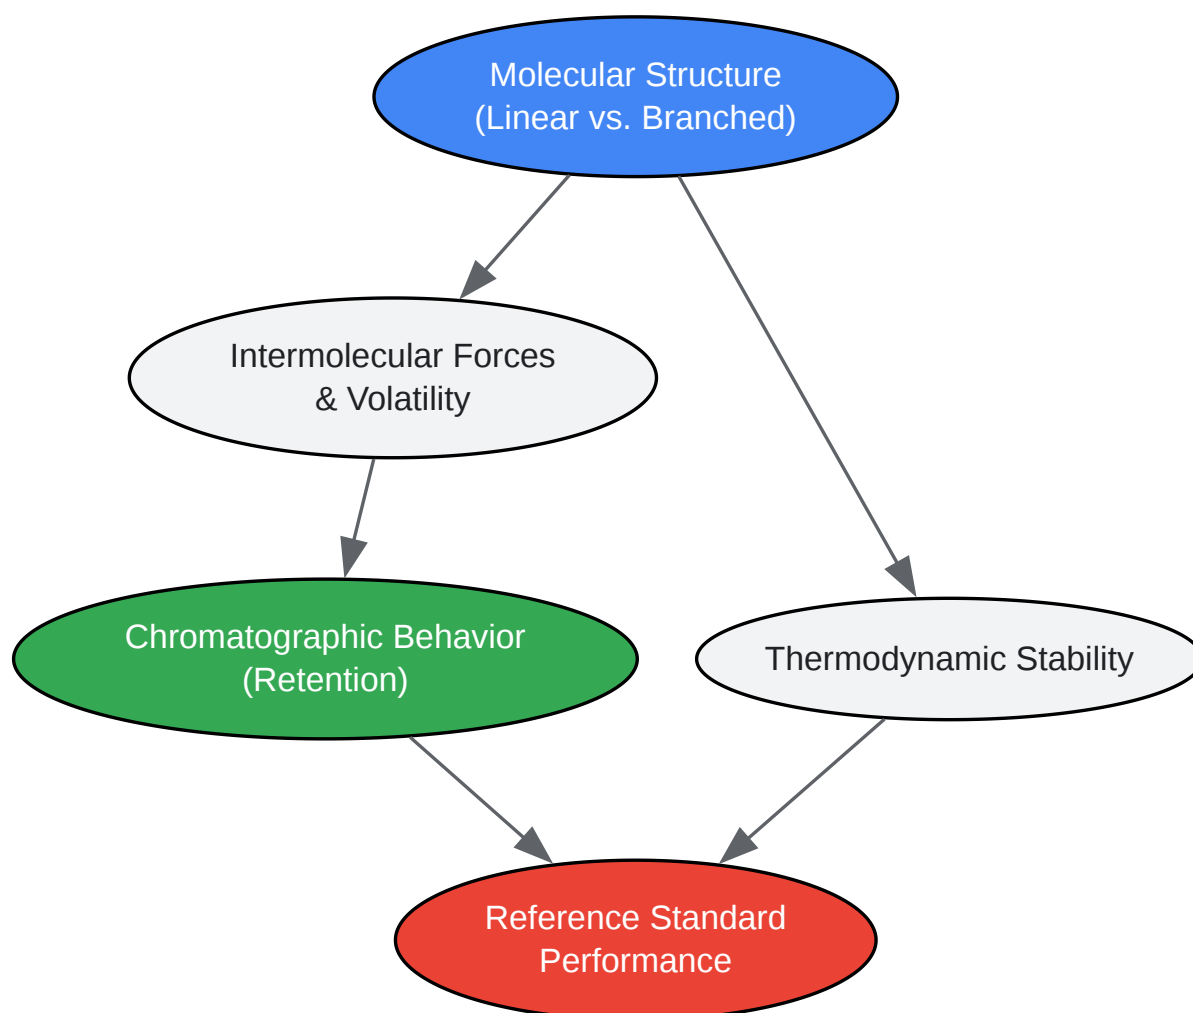 Molecular Structure
(Linear vs. Branched)
Intermolecular Forces
& Volatility
Chromatographic Behavior
(Retention)
Thermodynamic Stability
Reference Standard
Performance